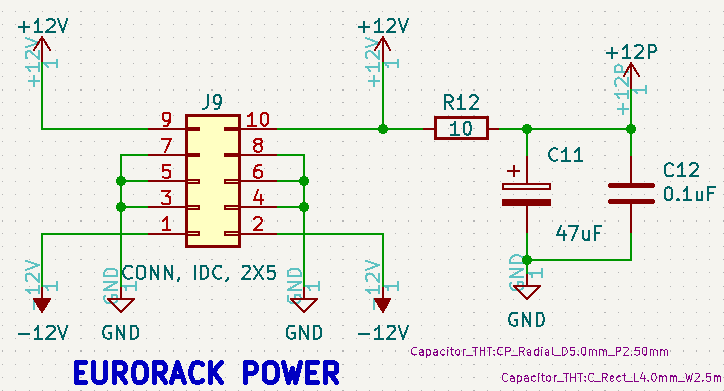 +12V
+12V
+12P
+12V
1
+12V
1
+12P
1
J9
R12
10
9
10
7
8
5
6
3
4
1
2
C11
+
47uF
C12
0.1uF
CONN, IDC, 2X5
-12V
1
GND
1
GND
1
-12V
1
GND
1
-12V
GND
GND
-12V
GND
Capacitor_THT:CP_Radial_D5.0mm_P2.50mm
EURORACK POWER
Capacitor_THT:C_Rect_L4.0mm_W2.5m